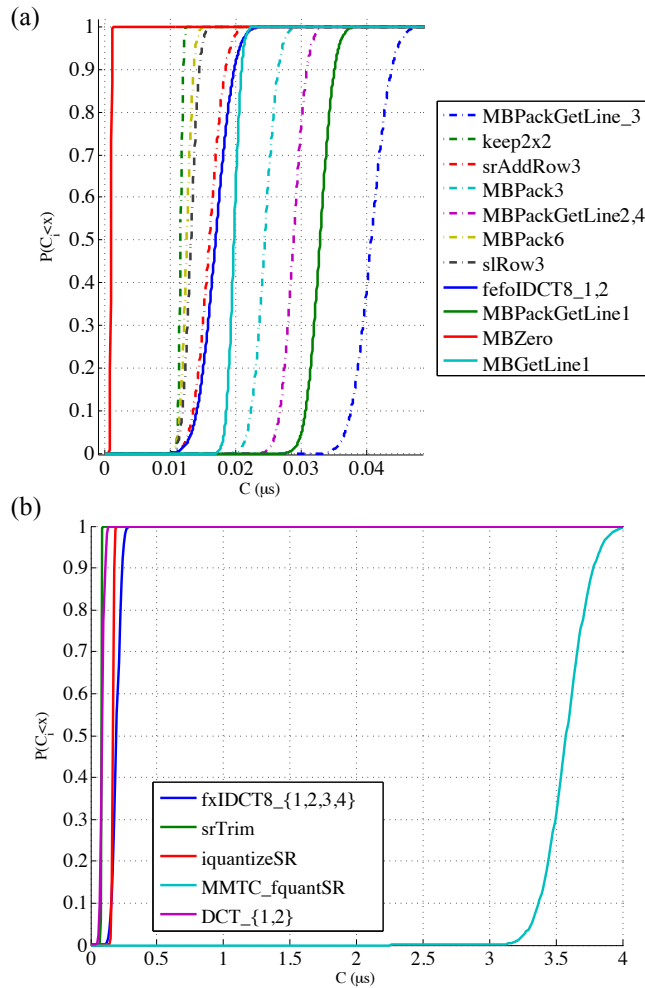 (a)
1
0.9
0.8
0.7
0.6
0.5
0.4
0.3
0.2
0.1
0
P(C_i<x)
0 0.01 0.02 0.03 0.04
C (μs)
MBPackGetLine_3
keep2x2
srAddRow3
MBPack3
MBPackGetLine2,4
MBPack6
slRow3
fefoIDCT8_1,2
MBPackGetLine1
MBZero
MBGetLine1
(b)
1
0.9
0.8
0.7
0.6
0.5
0.4
0.3
0.2
0.1
0
P(C_i<x)
fxIDCT8_{1,2,3,4}
srTrim
iquantizeSR
MMTC_fquantSR
DCT_{1,2}
0 0.5 1 1.5 2 2.5 3 3.5 4
C (μs)